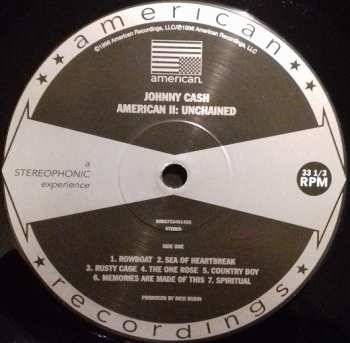 american
℗1996 American Recordings, LLC/©1996 American Recordings, LLC
american.
JOHNNY CASH
AMERICAN II: UNCHAINED
a
STEREOPHONIC
experience
33 1/3
RPM
STEREO
SIDE ONE
1. ROWBOAT 2. SEA OF HEARTBREAK
3. RUSTY CAGE 4. THE ONE ROSE 5. COUNTRY BOY
6. MEMORIES ARE MADE OF THIS 7. SPIRITUAL
PRODUCED BY RICK RUBIN
recordings